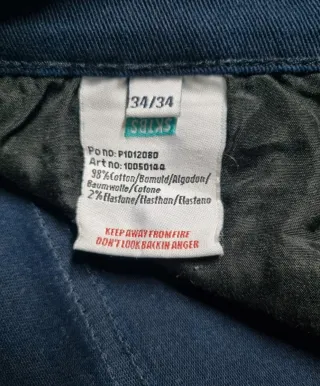 34/34
Po no: P1012080
Art no: 10050144
98%Cotton/Bomuld/Algodon/
Baumwolle/Cotone
2%Elastane/Elasthan/Elastano
KEEP AWAY FROM FIRE
DON'T LOOK BACK IN ANGER